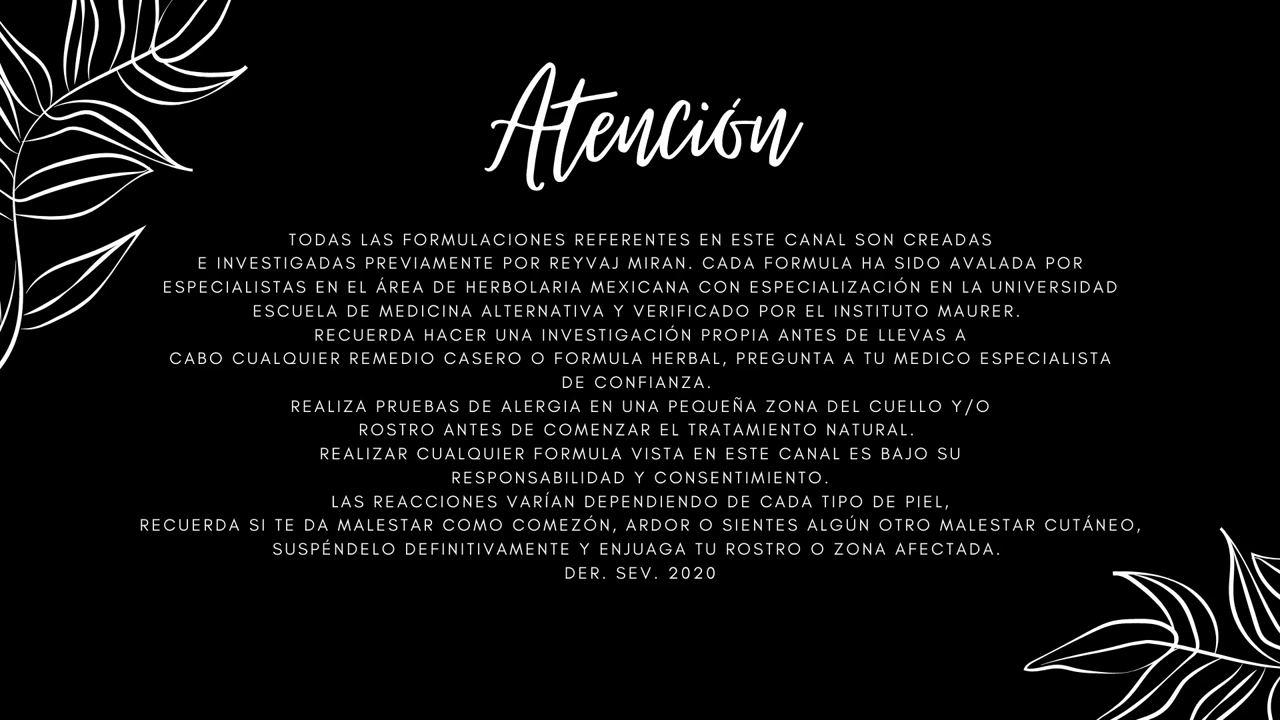 Atención
TODAS LAS FORMULACIONES REFERENTES EN ESTE CANAL SON CREADAS
E INVESTIGADAS PREVIAMENTE POR REYVAJ MIRAN. CADA FORMULA HA SIDO AVALADA POR
ESPECIALISTAS EN EL ÁREA DE HERBOLARIA MEXICANA CON ESPECIALIZACIÓN EN LA UNIVERSIDAD
ESCUELA DE MEDICINA ALTERNATIVA Y VERIFICADO POR EL INSTITUTO MAURER.
RECUERDA HACER UNA INVESTIGACIÓN PROPIA ANTES DE LLEVAS A
CABO CUALQUIER REMEDIO CASERO O FORMULA HERBAL, PREGUNTA A TU MEDICO ESPECIALISTA
DE CONFIANZA.
REALIZA PRUEBAS DE ALERGIA EN UNA PEQUEÑA ZONA DEL CUELLO Y/O
ROSTRO ANTES DE COMENZAR EL TRATAMIENTO NATURAL.
REALIZAR CUALQUIER FORMULA VISTA EN ESTE CANAL ES BAJO SU
RESPONSABILIDAD Y CONSENTIMIENTO.
LAS REACCIONES VARÍAN DEPENDIENDO DE CADA TIPO DE PIEL,
RECUERDA SI TE DA MALESTAR COMO COMEZÓN, ARDOR O SIENTES ALGÚN OTRO MALESTAR CUTÁNEO,
SUSPÉNDELO DEFINITIVAMENTE Y ENJUAGA TU ROSTRO O ZONA AFECTADA.
DER. SEV. 2020